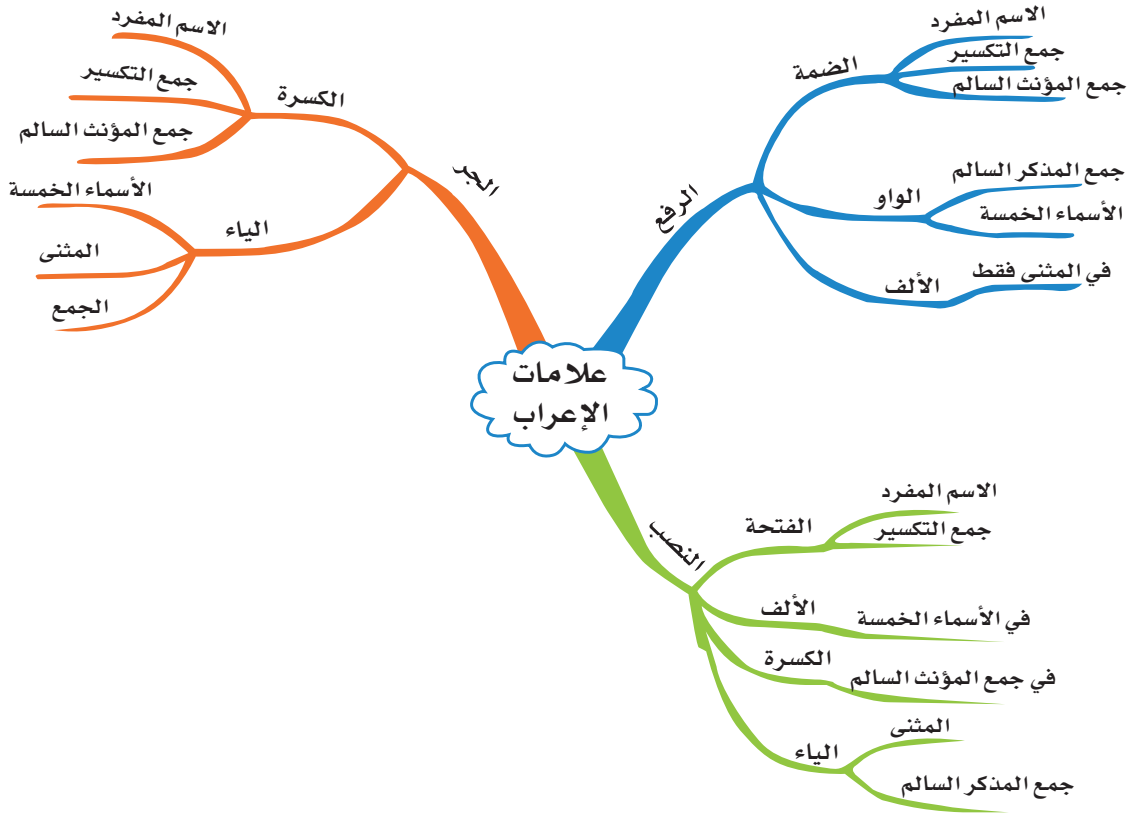 علامات
الإعراب
الرفع
الضمة
الاسم المفرد
جمع التكسير
جمع المؤنث السالم
الواو
جمع المذكر السالم
الأسماء الخمسة
الألف
في المثنى فقط
النصب
الفتحة
الاسم المفرد
جمع التكسير
الألف
في الأسماء الخمسة
الكسرة
في جمع المؤنث السالم
الياء
المثنى
جمع المذكر السالم
الجر
الكسرة
الاسم المفرد
جمع التكسير
جمع المؤنث السالم
الياء
الأسماء الخمسة
المثنى
الجمع